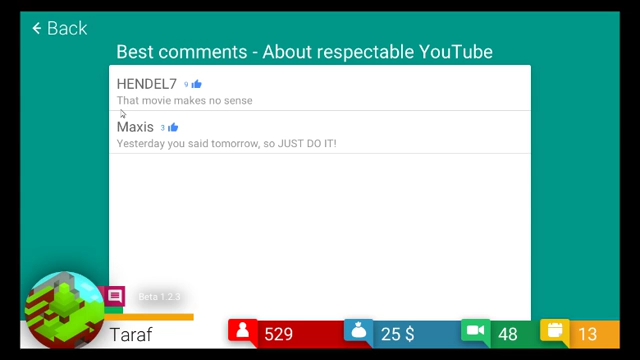 Back
Best comments - About respectable YouTube
HENDEL7 9
That movie makes no sense
Maxis 3
Yesterday you said tomorrow, so JUST DO IT!
Beta 1.2.3
Taraf 529 25 $ 48 13